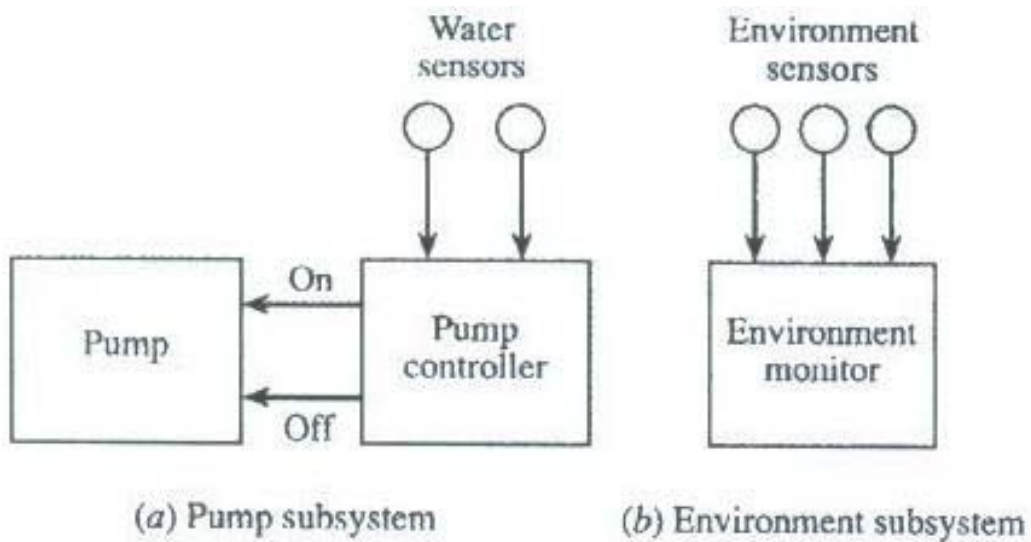 Water
sensors
Environment
sensors
On
Pump
Pump
controller
Off
Environment
monitor
(a) Pump subsystem
(b) Environment subsystem